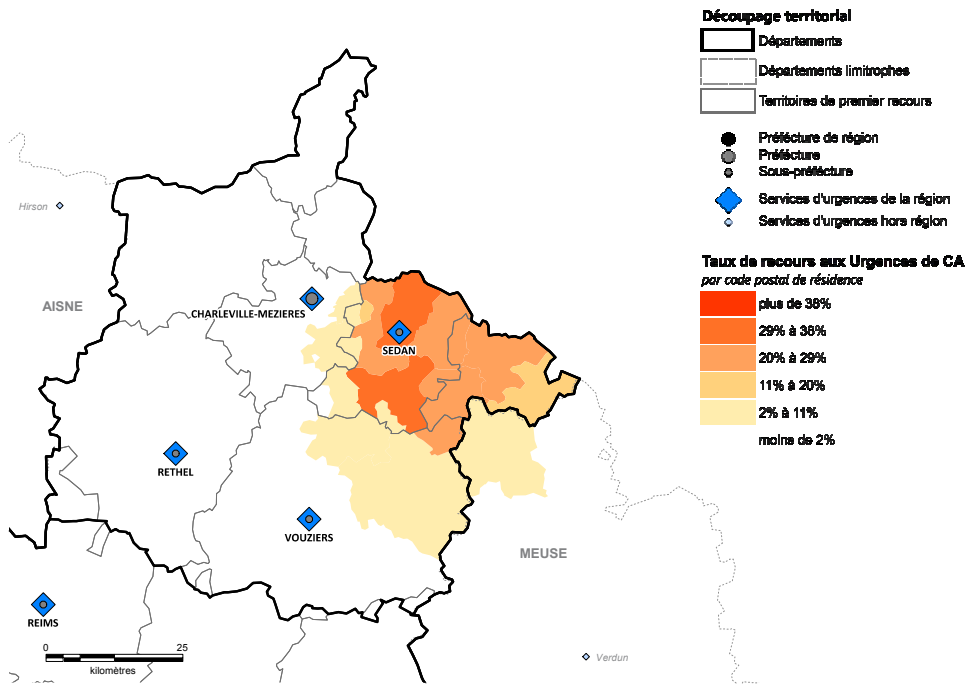 Découpage territorial
Départements
Départements limitrophes
Territoires de premier recours
Préfécture de région
Préfécture
Sous-préfécture
Services d'urgences de la région
Services d'urgences hors région
Taux de recours aux Urgences de CA
par code postal de résidence
plus de 38%
29% à 38%
20% à 29%
11% à 20%
2% à 11%
moins de 2%
Hirson
AISNE
CHARLEVILLE-MEZIERES
SEDAN
RETHEL
VOUZIERS
MEUSE
REIMS
Verdun
0 25
kilomètres